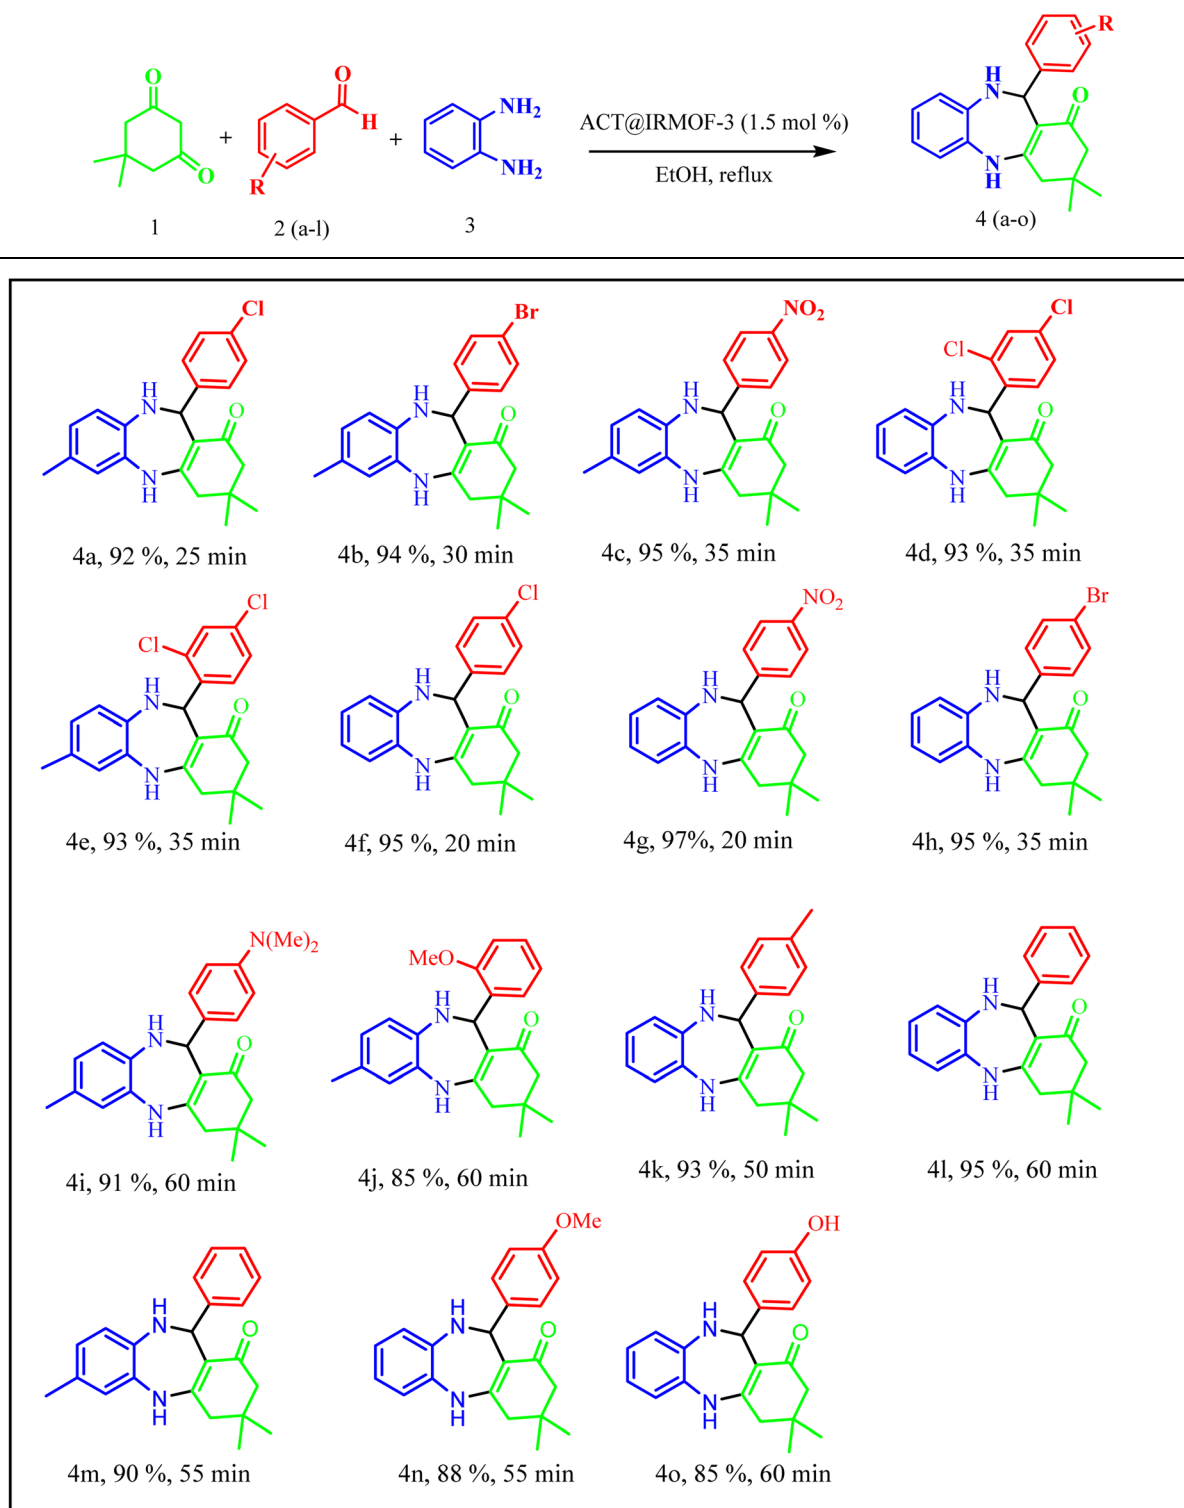 O
O
1
+
O
H
R
2 (a-l)
+
NH2
NH2
3
ACT@IRMOF-3 (1.5 mol %)
EtOH, reflux
R
H
N
O
N
H
4 (a-o)
Cl
H
N
O
N
H
4a, 92 %, 25 min
Br
H
N
O
N
H
4b, 94 %, 30 min
NO2
H
N
O
N
H
4c, 95 %, 35 min
Cl
Cl
H
N
O
N
H
4d, 93 %, 35 min
Cl
Cl
H
N
O
N
H
4e, 93 %, 35 min
Cl
H
N
O
N
H
4f, 95 %, 20 min
NO2
H
N
O
N
H
4g, 97%, 20 min
Br
H
N
O
N
H
4h, 95 %, 35 min
N(Me)2
H
N
O
N
H
4i, 91 %, 60 min
MeO
H
N
O
N
H
4j, 85 %, 60 min
H
N
O
N
H
4k, 93 %, 50 min
H
N
O
N
H
4l, 95 %, 60 min
H
N
O
N
H
4m, 90 %, 55 min
OMe
H
N
O
N
H
4n, 88 %, 55 min
OH
H
N
O
N
H
4o, 85 %, 60 min